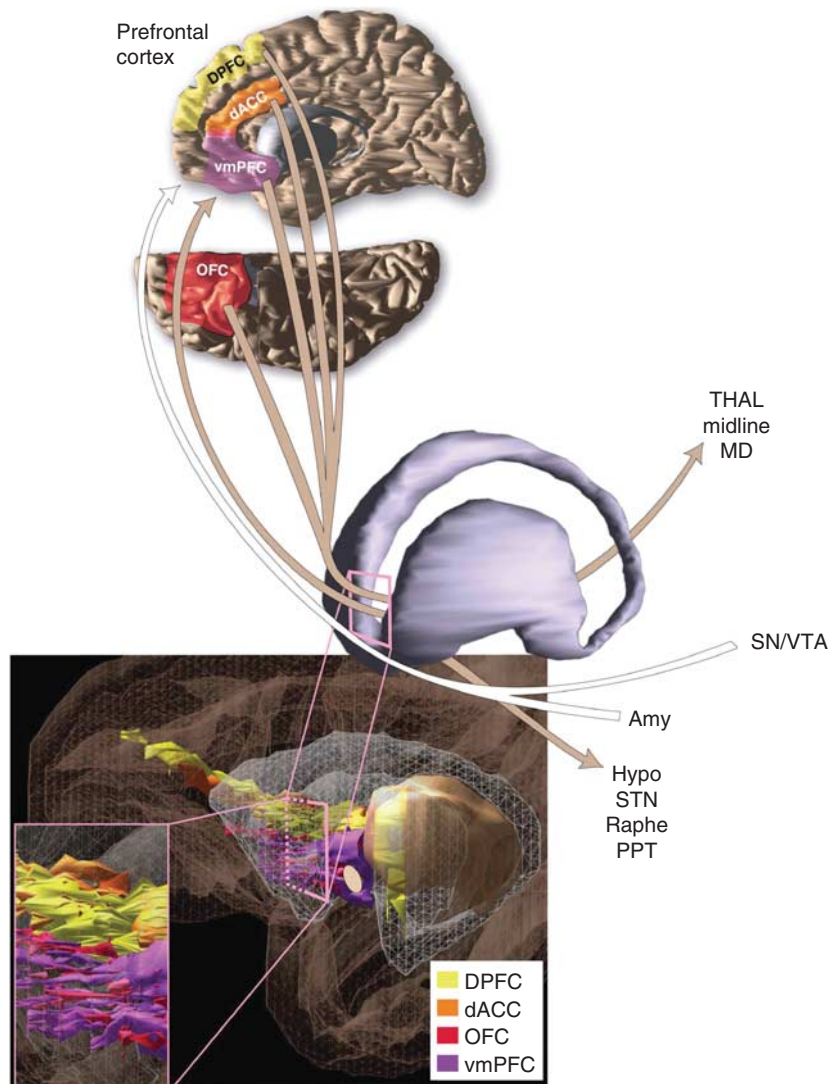 Prefrontal
cortex
DPFC
dACC
vmPFC
OFC
THAL
midline
MD
SN/VTA
Amy
Hypo
STN
Raphe
PPT
DPFC
dACC
OFC
vmPFC